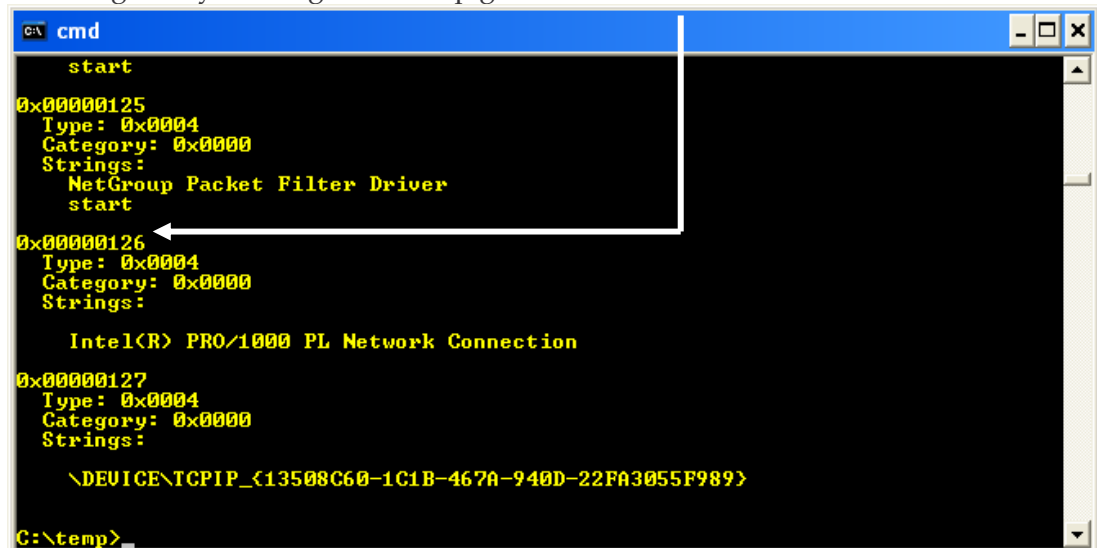 cmd
start
0x00000125
Type: 0x0004
Category: 0x0000
Strings:
NetGroup Packet Filter Driver
start
0x00000126
Type: 0x0004
Category: 0x0000
Strings:
Intel(R) PRO/1000 PL Network Connection
0x00000127
Type: 0x0004
Category: 0x0000
Strings:
\DEVICE\TCPIP_{13508C60-1C1B-467A-940D-22FA3055F989}
C:\temp>_